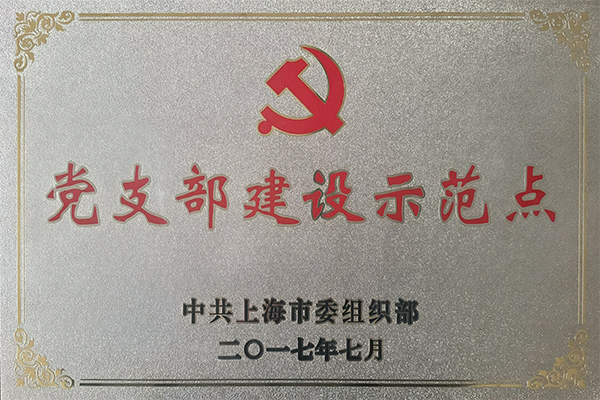 党支部建设示范点
中共上海市委组织部
二〇一七年七月